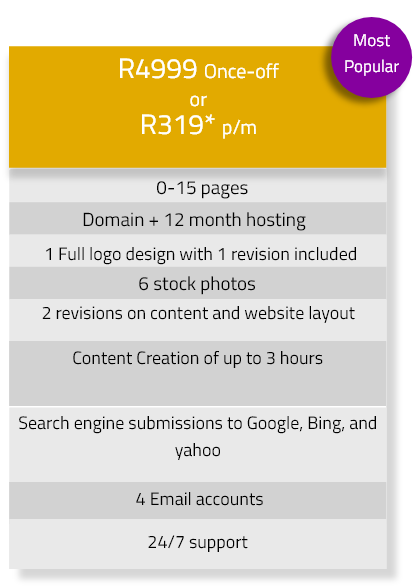 Most
Popular
R4999 Once-off
or
R319* p/m
0-15 pages
Domain + 12 month hosting
1 Full logo design with 1 revision included
6 stock photos
2 revisions on content and website layout
Content Creation of up to 3 hours
Search engine submissions to Google, Bing, and
yahoo
4 Email accounts
24/7 support